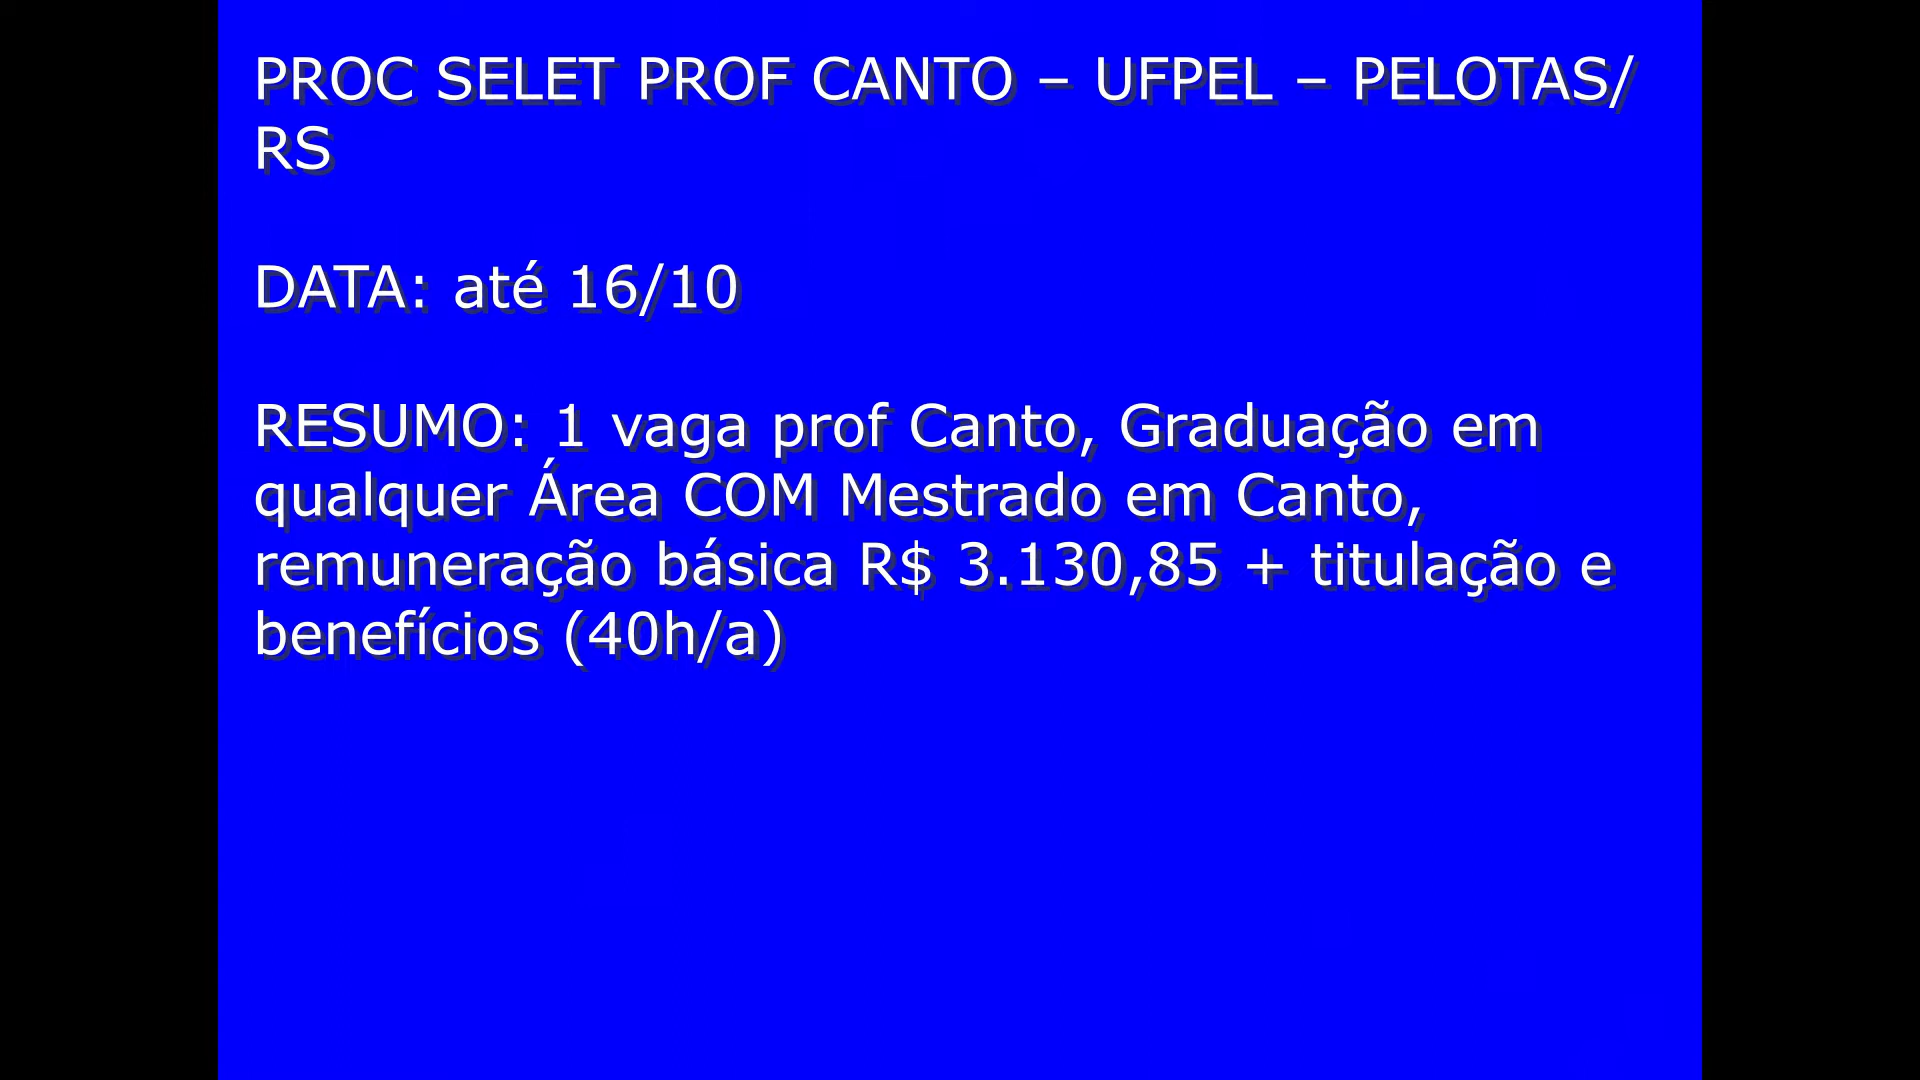 PROC SELET PROF CANTO – UFPEL – PELOTAS/
RS
DATA: até 16/10
RESUMO: 1 vaga prof Canto, Graduação em
qualquer Área COM Mestrado em Canto,
remuneração básica R$ 3.130,85 + titulação e
benefícios (40h/a)